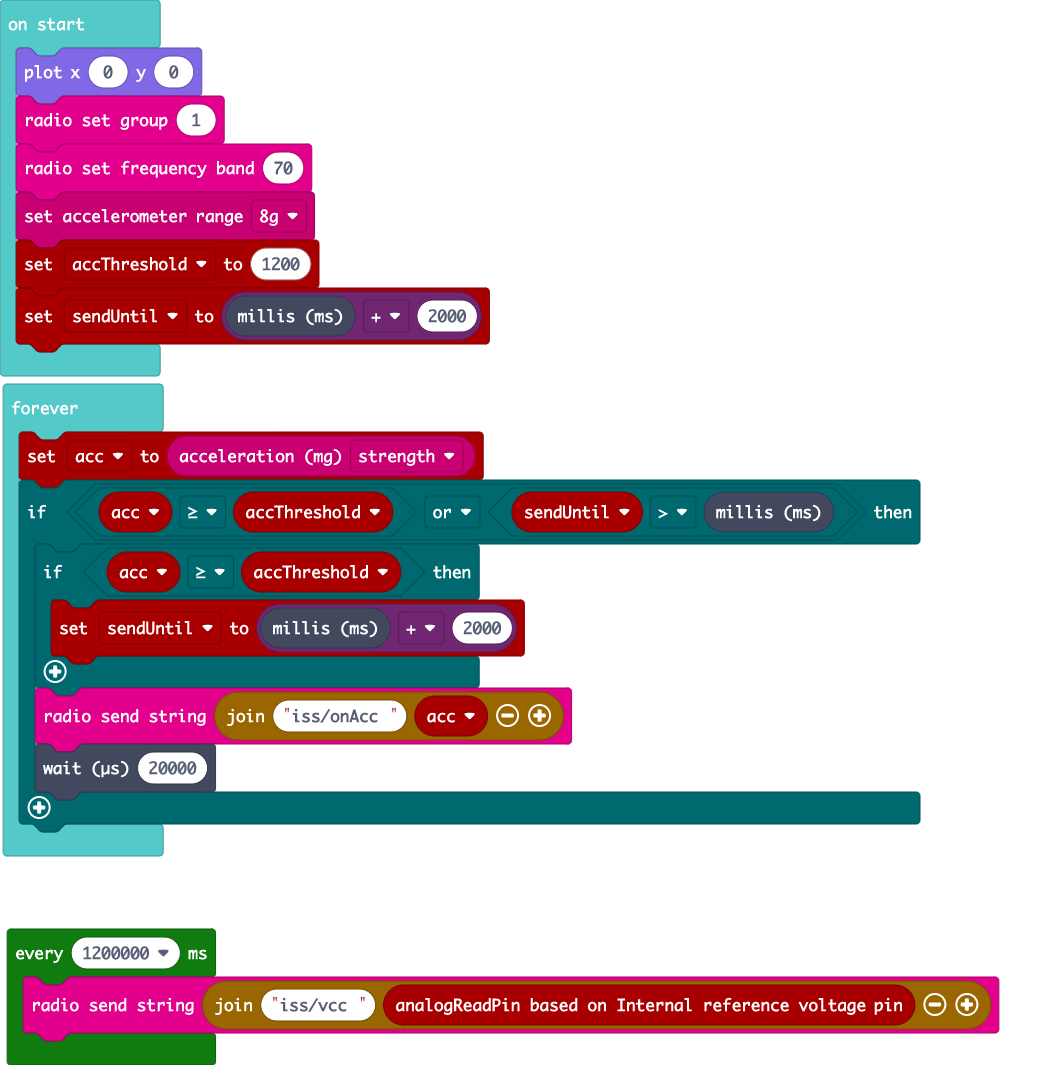 on start
plot x 0 y 0
radio set group 1
radio set frequency band 70
set accelerometer range 8g
set accThreshold to 1200
set sendUntil to millis (ms) + 2000
forever
set acc to acceleration (mg) strength
if acc ≥ accThreshold or sendUntil > millis (ms) then
if acc ≥ accThreshold then
set sendUntil to millis (ms) + 2000
radio send string join "iss/onAcc " acc
wait (µs) 20000
every 1200000 ms
radio send string join "iss/vcc " analogReadPin based on Internal reference voltage pin